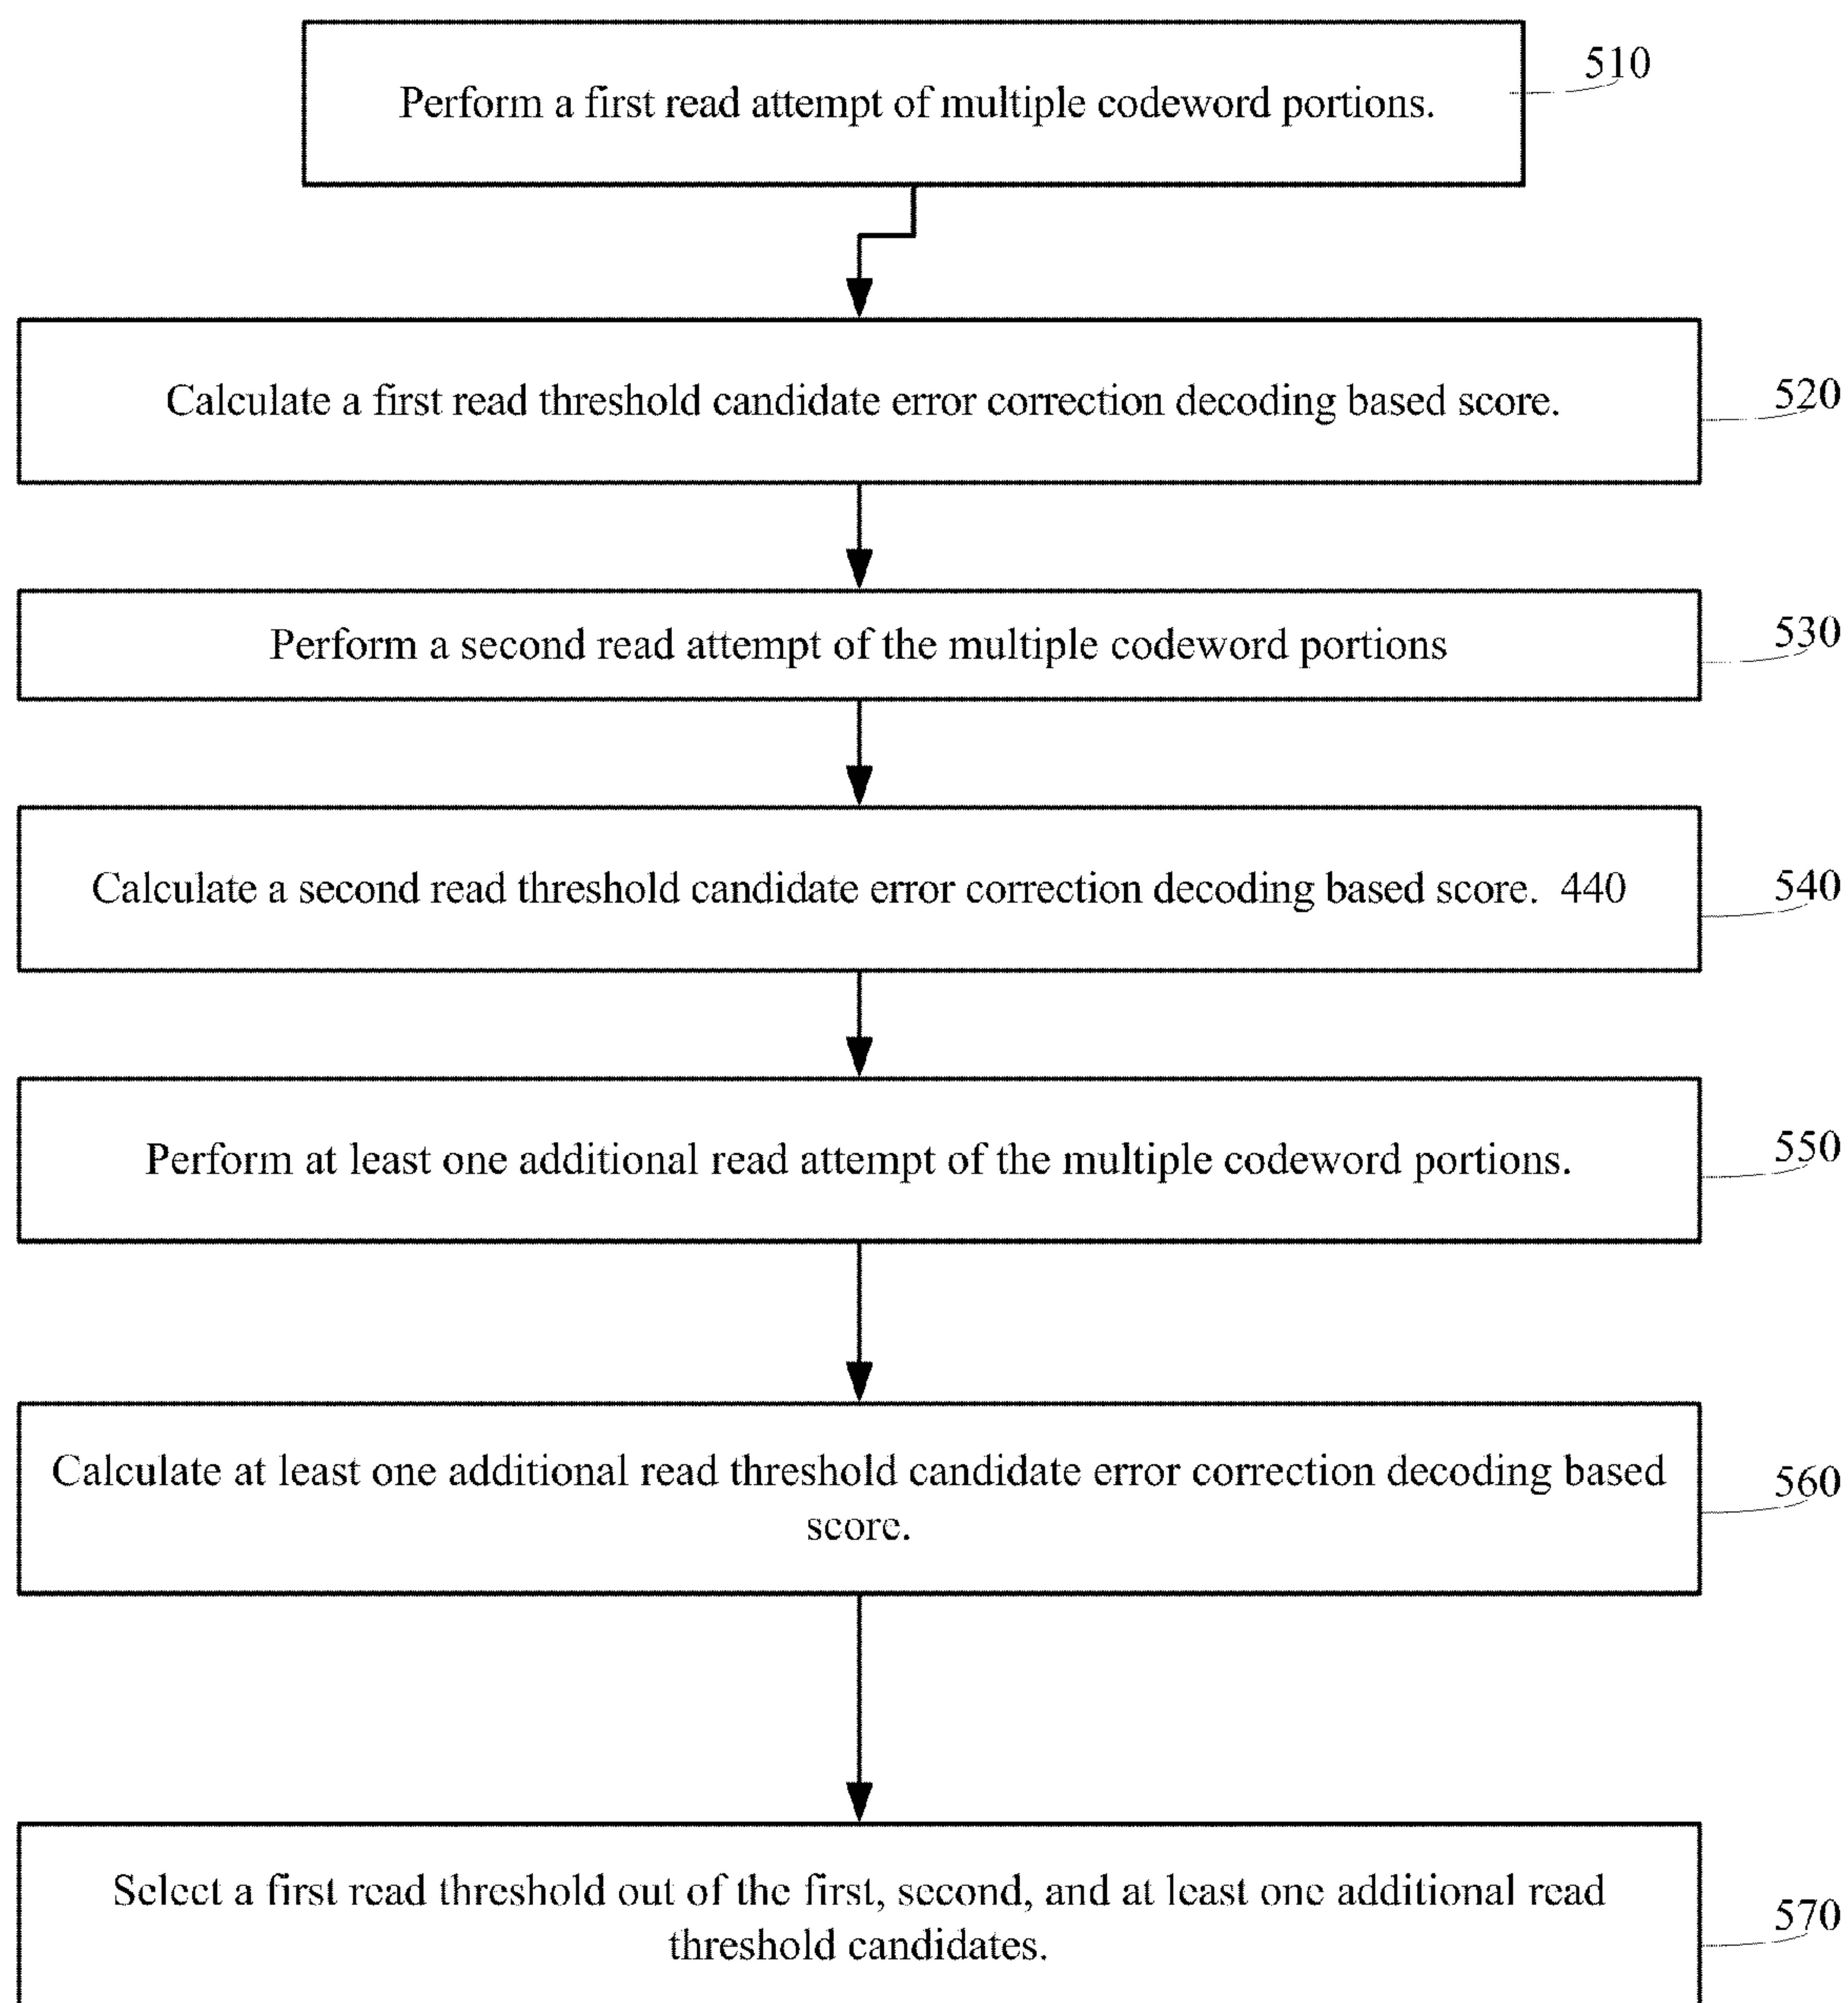 510
Perform a first read attempt of multiple codeword portions.
Calculate a first read threshold candidate error correction decoding based score.
520
Perform a second read attempt of the multiple codeword portions
530
Calculate a second read threshold candidate error correction decoding based score. 440
540
Perform at least one additional read attempt of the multiple codeword portions.
550
Calculate at least one additional read threshold candidate error correction decoding based
score.
560
Select a first read threshold out of the first, second, and at least one additional read
threshold candidates.
570